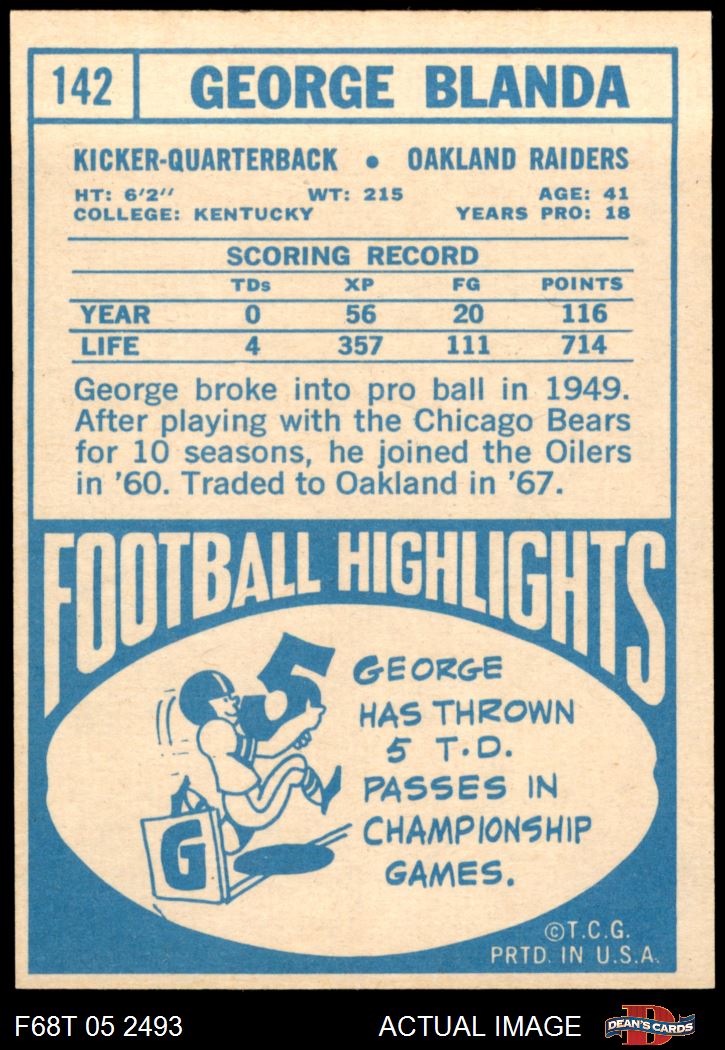 142 GEORGE BLANDA
KICKER-QUARTERBACK • OAKLAND RAIDERS
HT: 6'2" WT: 215 AGE: 41
COLLEGE: KENTUCKY YEARS PRO: 18
SCORING RECORD
TDs XP FG POINTS
YEAR 0 56 20 116
LIFE 4 357 111 714
George broke into pro ball in 1949.
After playing with the Chicago Bears
for 10 seasons, he joined the Oilers
in '60. Traded to Oakland in '67.
FOOTBALL HIGHLIGHTS
5
G
GEORGE
HAS THROWN
5 T.D.
PASSES IN
CHAMPIONSHIP
GAMES.
©T.C.G.
PRTD. IN U.S.A.
F68T 05 2493 ACTUAL IMAGE
D
DEAN'S CARDS